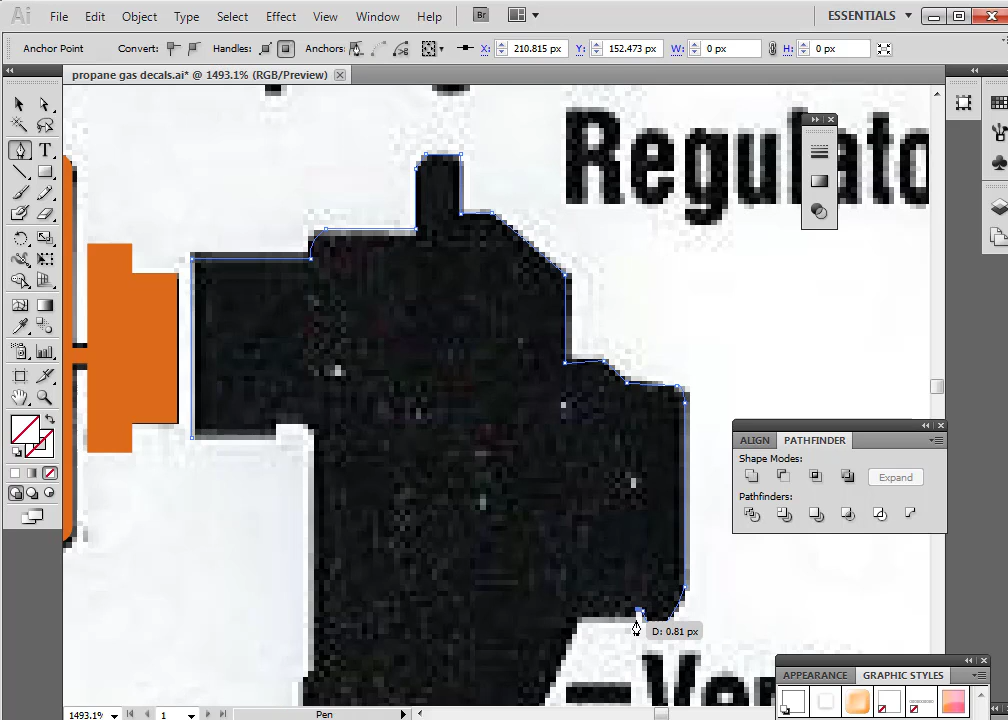 Ai File Edit Object Type Select Effect View Window Help Br ESSENTIALS
Anchor Point Convert: Handles: Anchors: X: 210.815 px Y: 152.473 px W: 0 px H: 0 px
propane gas decals.ai* @ 1493.1% (RGB/Preview)
Regulato
ALIGN PATHFINDER
Shape Modes:
Expand
Pathfinders:
D: 0.81 px
APPEARANCE GRAPHIC STYLES
1493.1% 1 Pen